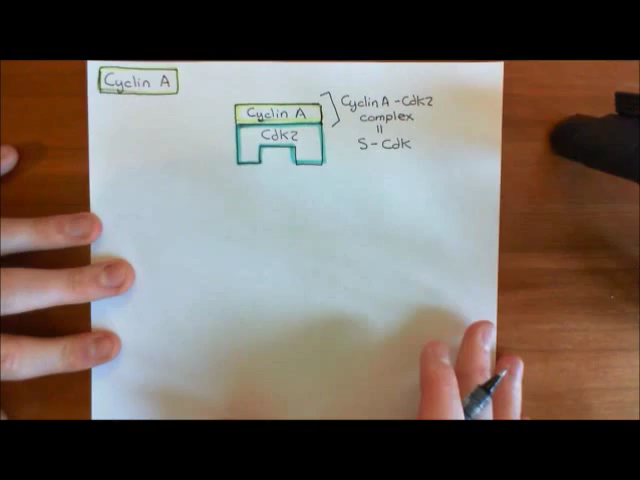 Cyclin A
Cyclin A
Cdk2
Cyclin A - Cdk2
complex
=
S - Cdk